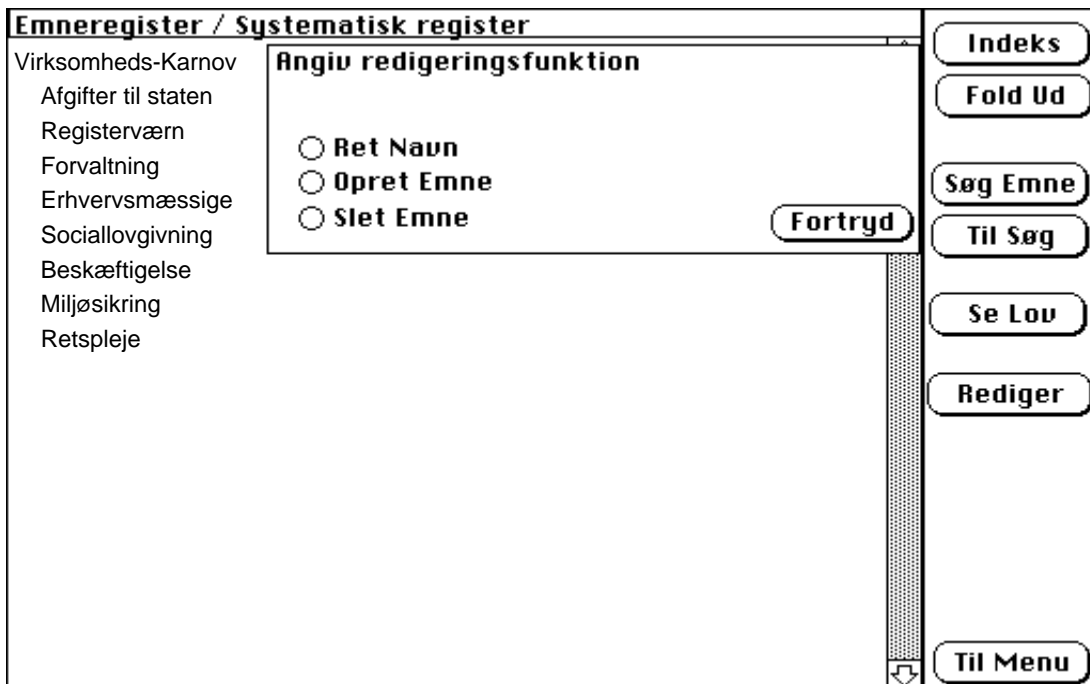 Emneregister / Systematisk register
Virksomheds-Karnov
Afgifter til staten
Registerværn
Forvaltning
Erhvervsmæssige
Sociallovgivning
Beskæftigelse
Miljøsikring
Retspleje
Angiv redigeringsfunktion
Ret Navn
Opret Emne
Slet Emne
Fortryd
Indeks
Fold Ud
Søg Emne
Til Søg
Se Lov
Rediger
Til Menu